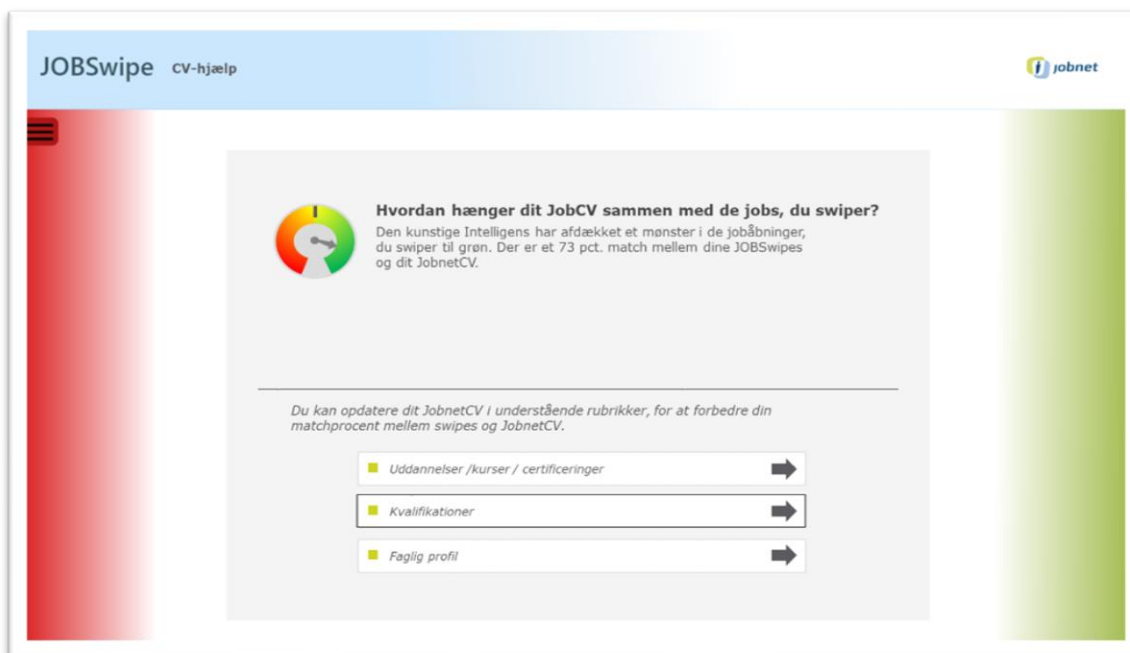 JOBSwipe CV-hjælp
jobnet
Hvordan hænger dit JobCV sammen med de jobs, du swiper?
Den kunstige Intelligens har afdækket et mønster i de jobåbninger,
du swiper til grøn. Der er et 73 pct. match mellem dine JOBSwipes
og dit JobnetCV.
Du kan opdatere dit JobnetCV i understående rubrikker, for at forbedre din
matchprocent mellem swipes og JobnetCV.
Uddannelser /kurser / certificeringer
Kvalifikationer
Faglig profil